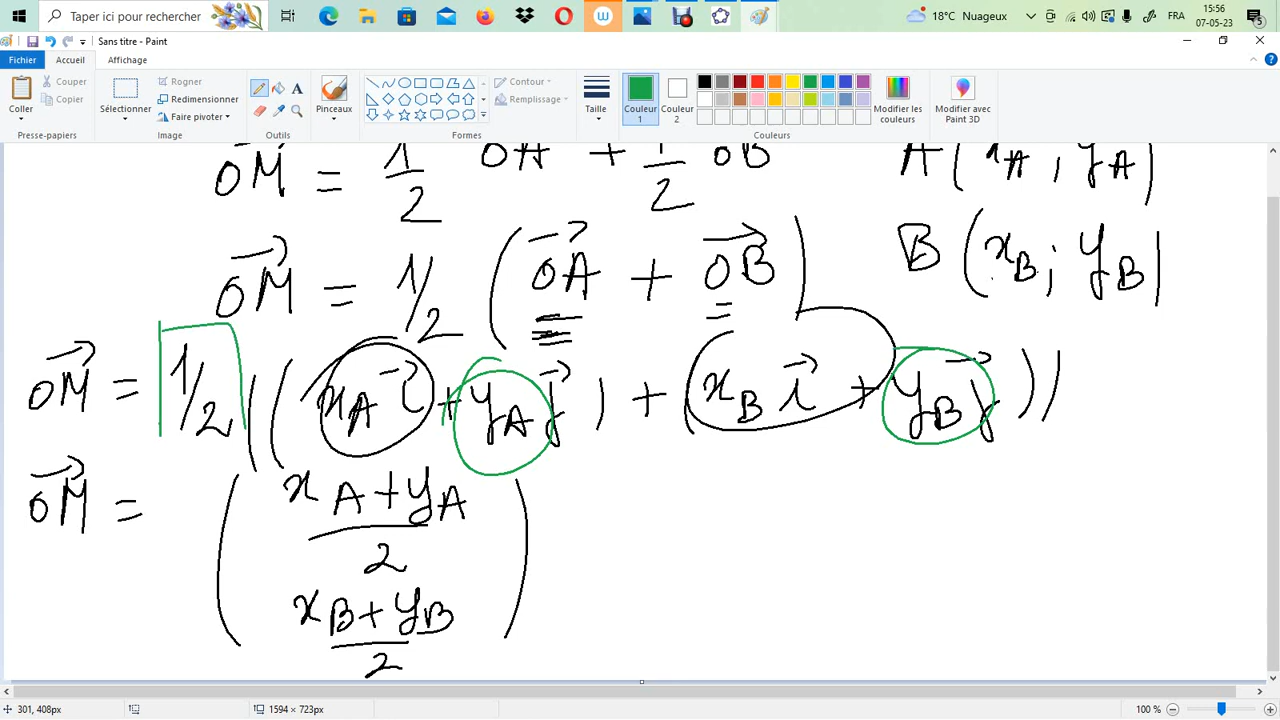 Taper ici pour rechercher
W
18°C Nuageux
FRA
15:56
07-05-23
5
Sans titre - Paint
Fichier Accueil Affichage
Coller
Couper
Copier
Presse-papiers
Sélectionner
Rogner
Redimensionner
Faire pivoter
Image
A
Outils
Pinceaux
Contour
Remplissage
Formes
Taille
Couleur 1
Couleur 2
Modifier les couleurs
Couleurs
Modifier avec Paint 3D
OM = 1/2 OA + 1/2 OB A(xA, yA)
OM = 1/2 (OA + OB) B(xB; yB)
OM = 1/2 ((xA i + yA j) + (xB i + yB j))
OM = (
xA+yA
2
xB+yB
2
)
301, 408px
1594 × 723px
100 %